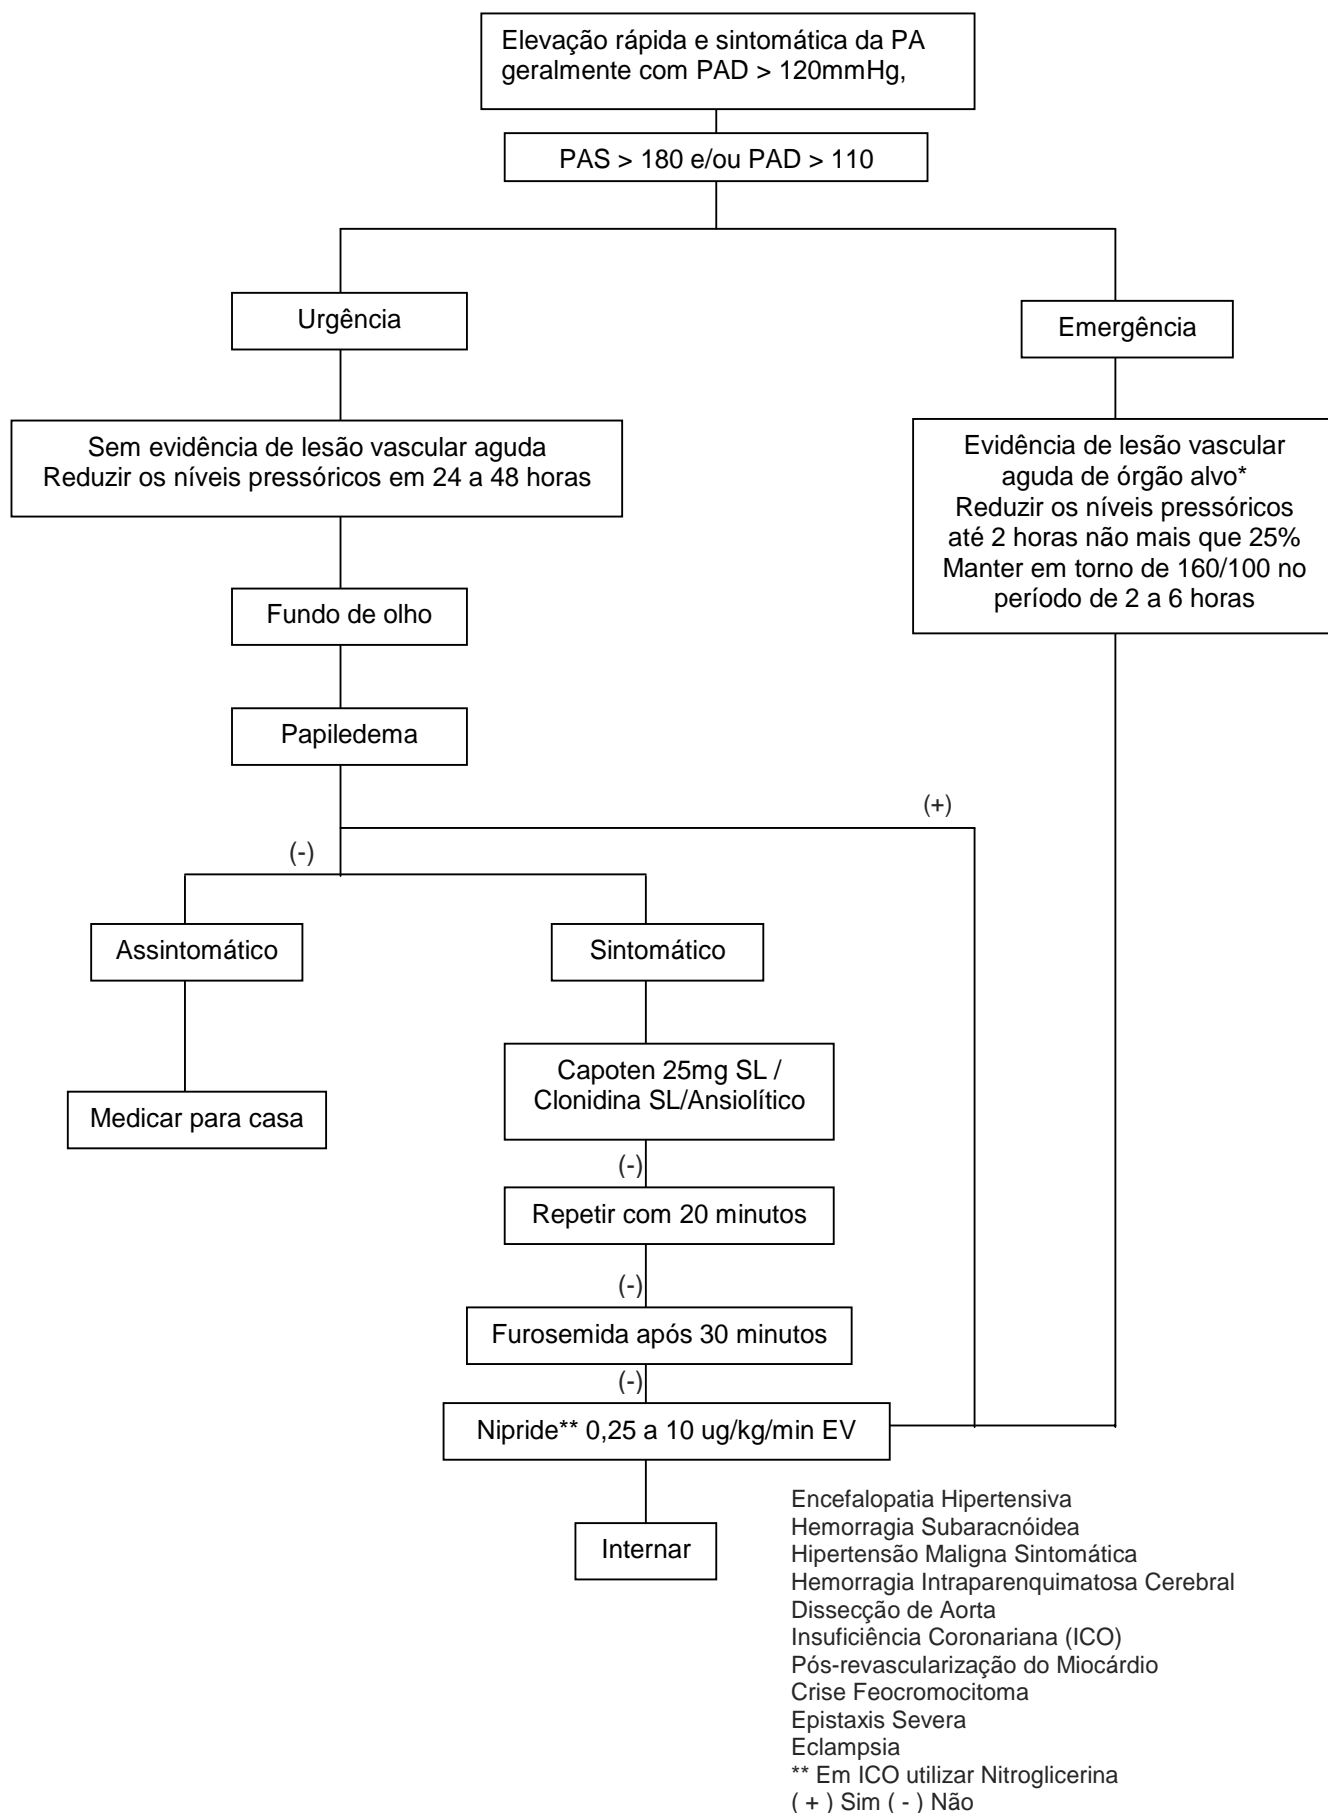 Elevação rápida e sintomática da PA
geralmente com PAD > 120mmHg,
PAS > 180 e/ou PAD > 110
Urgência
Emergência
Sem evidência de lesão vascular aguda
Reduzir os níveis pressóricos em 24 a 48 horas
Evidência de lesão vascular
aguda de órgão alvo*
Reduzir os níveis pressóricos
até 2 horas não mais que 25%
Manter em torno de 160/100 no
período de 2 a 6 horas
Fundo de olho
Papiledema
(+)
(-)
Assintomático
Sintomático
Medicar para casa
Capoten 25mg SL /
Clonidina SL/Ansiolítico
(-)
Repetir com 20 minutos
(-)
Furosemida após 30 minutos
(-)
Nipride** 0,25 a 10 ug/kg/min EV
Internar
Encefalopatia Hipertensiva
Hemorragia Subaracnóidea
Hipertensão Maligna Sintomática
Hemorragia Intraparenquimatosa Cerebral
Dissecção de Aorta
Insuficiência Coronariana (ICO)
Pós-revascularização do Miocárdio
Crise Feocromocitoma
Epistaxis Severa
Eclampsia
** Em ICO utilizar Nitroglicerina
( + ) Sim ( - ) Não